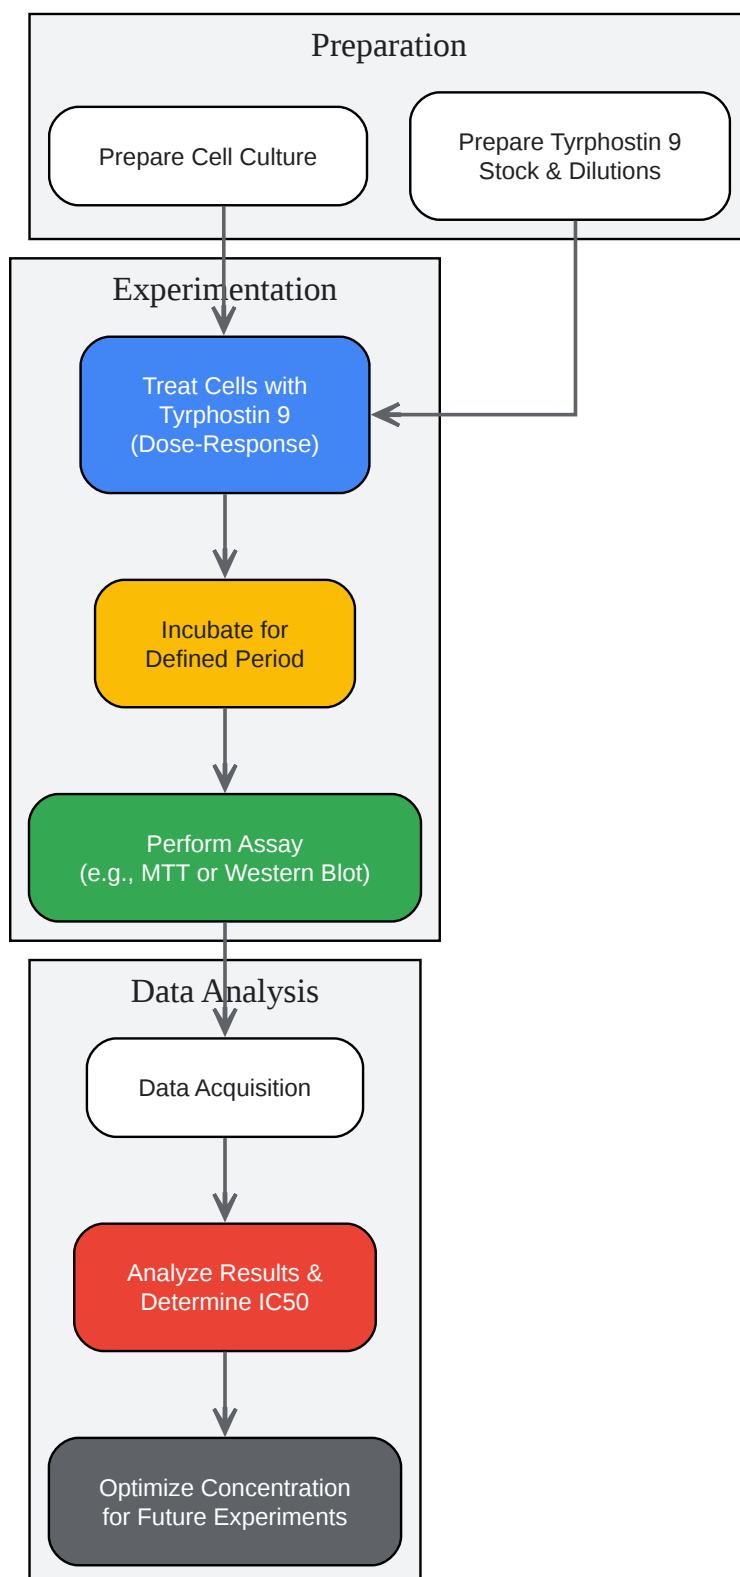 Preparation
Prepare Cell Culture
Prepare Tyrphostin 9
Stock & Dilutions
Experimentation
Treat Cells with
Tyrphostin 9
(Dose-Response)
Incubate for
Defined Period
Perform Assay
(e.g., MTT or Western Blot)
Data Analysis
Data Acquisition
Analyze Results &
Determine IC50
Optimize Concentration
for Future Experiments